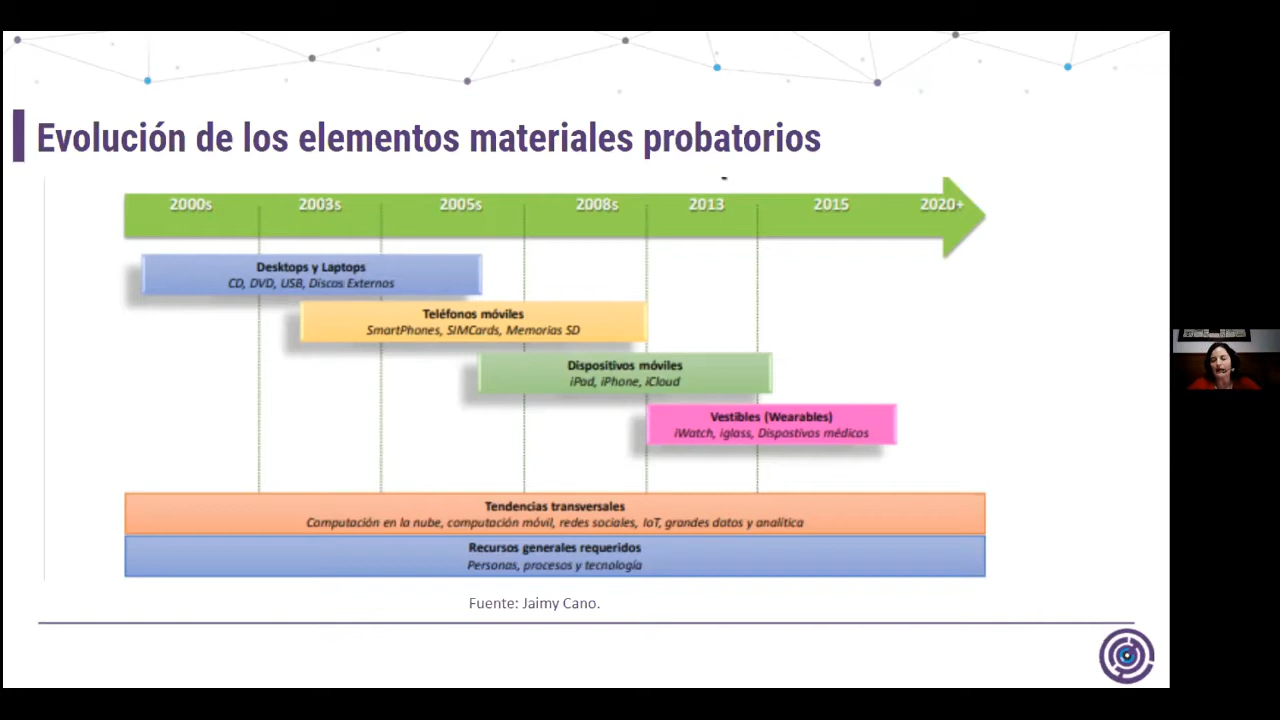 Evolución de los elementos materiales probatorios
2000s 2003s 2005s 2008s 2013 2015 2020+
Desktops y Laptops
CD, DVD, USB, Discos Externos
Teléfonos móviles
SmartPhones, SIMCards, Memorias SD
Dispositivos móviles
iPad, iPhone, iCloud
Vestibles (Wearables)
iWatch, iglass, Dispostivos médicos
Tendencias transversales
Computación en la nube, computación móvil, redes sociales, IoT, grandes datos y analítica
Recursos generales requeridos
Personas, procesos y tecnología
Fuente: Jaimy Cano.